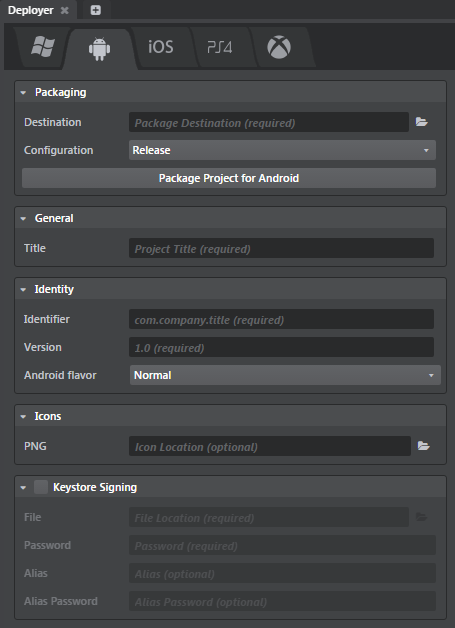 Deployer
iOS PS4
Packaging
Destination Package Destination (required)
Configuration Release
Package Project for Android
General
Title Project Title (required)
Identity
Identifier com.company.title (required)
Version 1.0 (required)
Android flavor Normal
Icons
PNG Icon Location (optional)
Keystore Signing
File File Location (required)
Password Password (required)
Alias Alias (optional)
Alias Password Alias Password (optional)